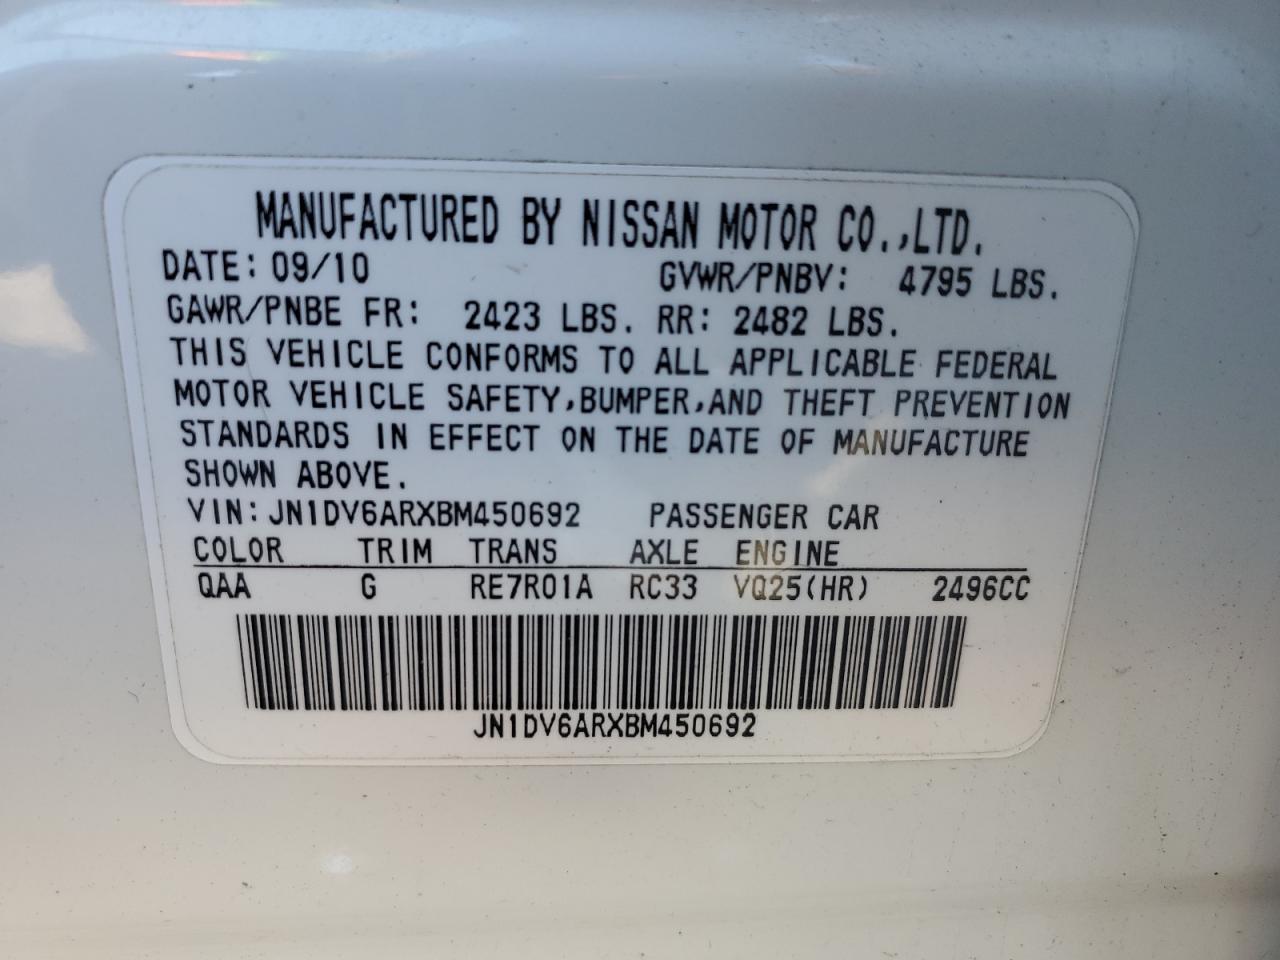 MANUFACTURED BY NISSAN MOTOR CO.,LTD.
DATE: 09/10 GVWR/PNBV: 4795 LBS.
GAWR/PNBE FR: 2423 LBS. RR: 2482 LBS.
THIS VEHICLE CONFORMS TO ALL APPLICABLE FEDERAL
MOTOR VEHICLE SAFETY,BUMPER,AND THEFT PREVENTION
STANDARDS IN EFFECT ON THE DATE OF MANUFACTURE
SHOWN ABOVE.
VIN: JN1DV6ARXBM450692 PASSENGER CAR
COLOR TRIM TRANS AXLE ENGINE
QAA G RE7R01A RC33 VQ25(HR) 2496CC
JN1DV6ARXBM450692